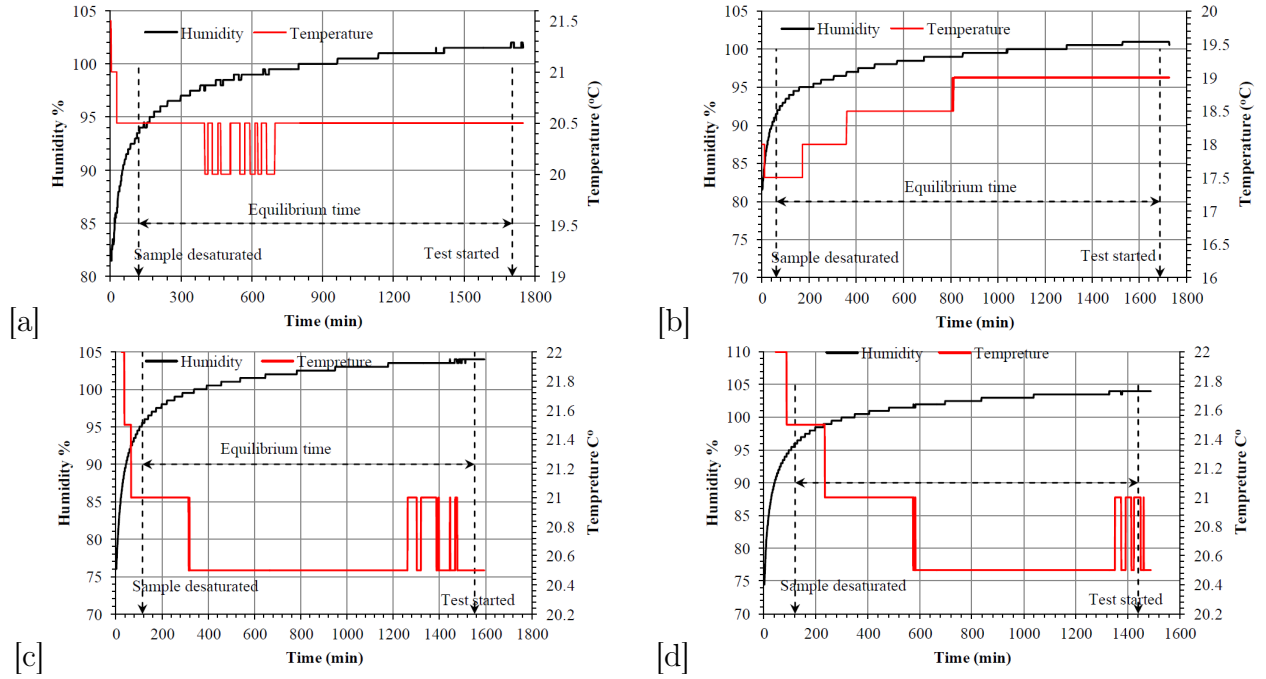 105
100
95
90
85
80
Humidity %
Humidity
Temperature
21.5
21
20.5
20
19.5
19
Temperature (ºC)
Equilibrium time
Sample desaturated
Test started
0 300 600 900 1200 1500 1800
Time (min)
[a]
105
100
95
90
85
80
75
70
Humidity %
Humidity
Temperature
20
19.5
19
18.5
18
17.5
17
16.5
16
Temperature (ºC)
Equilibrium time
Sample desaturated
Test started
0 200 400 600 800 1000 1200 1400 1600 1800
Time (min)
[b]
105
100
95
90
85
80
75
70
Humidity %
Humidity
Tempreture
22
21.8
21.6
21.4
21.2
21
20.8
20.6
20.4
20.2
Tempreture Cº
Equilibrium time
Sample desaturated
Test started
0 200 400 600 800 1000 1200 1400 1600 1800
Time (min)
[c]
110
105
100
95
90
85
80
75
70
Humidity %
Humidity
Tempreture
22
21.8
21.6
21.4
21.2
21
20.8
20.6
20.4
20.2
Tempreture Cº
Sample desaturated
Test started
0 200 400 600 800 1000 1200 1400 1600
Time (min)
[d]